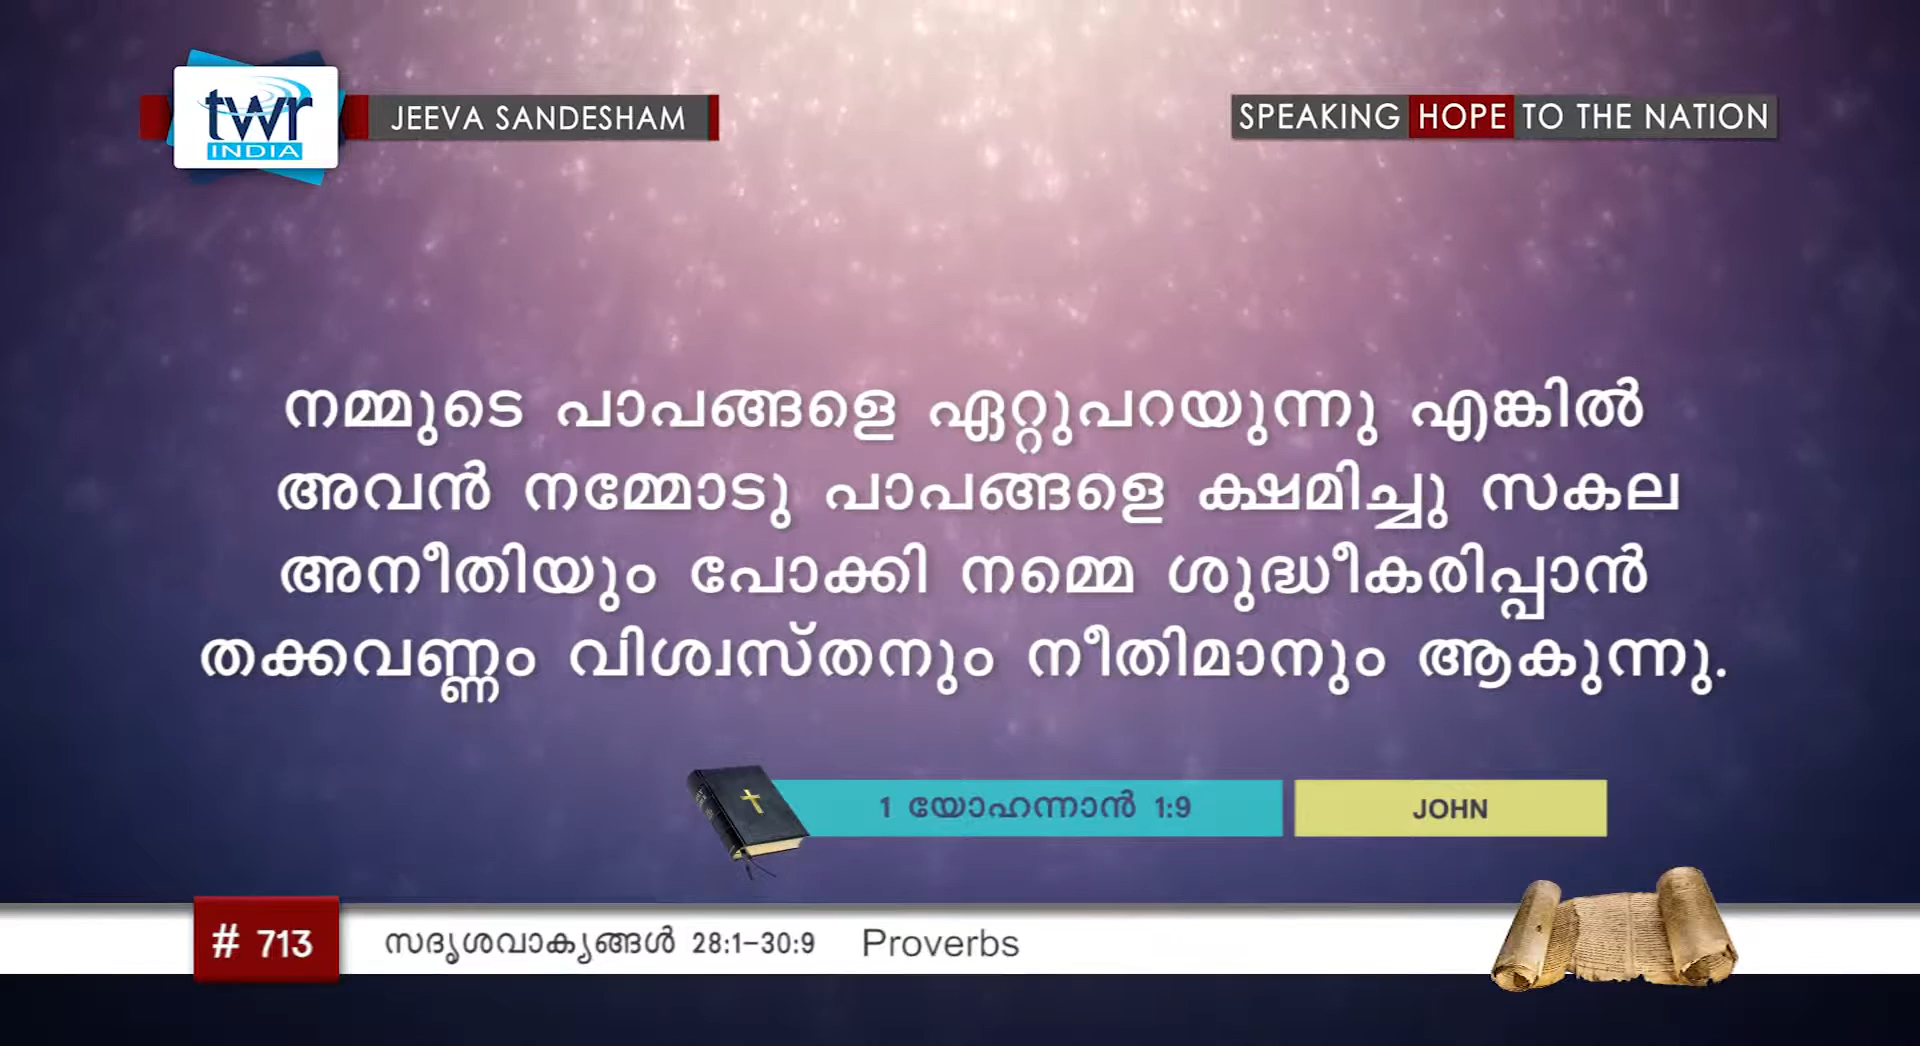 twr
INDIA
JEEVA SANDESHAM
SPEAKING HOPE TO THE NATION
നമ്മുടെ പാപങ്ങളെ ഏറ്റുപറയുന്നു എങ്കിൽ
അവൻ നമ്മോടു പാപങ്ങളെ ക്ഷമിച്ചു സകല
അനീതിയും പോക്കി നമ്മെ ശുദ്ധീകരിപ്പാൻ
തക്കവണ്ണം വിശ്വസ്തനും നീതിമാനും ആകുന്നു.
1 യോഹന്നാൻ 1:9
JOHN
# 713
സദൃശവാക്യങ്ങൾ 28:1-30:9 Proverbs